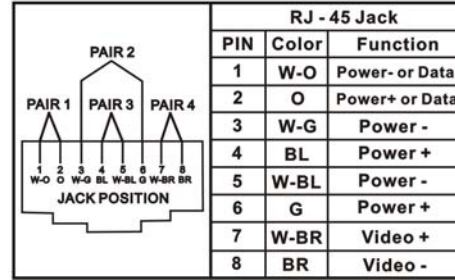 PAIR 2
PAIR 1 PAIR 3 PAIR 4
1 2 3 4 5 6 7 8
W-O O W-G BL W-BL G W-BR BR
JACK POSITION
RJ - 45 Jack
PIN Color Function
1 W-O Power- or Data
2 O Power+ or Data
3 W-G Power -
4 BL Power +
5 W-BL Power -
6 G Power +
7 W-BR Video +
8 BR Video -